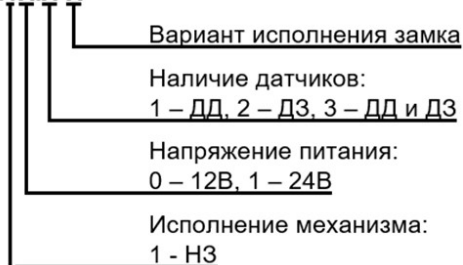 Вариант исполнения замка
Наличие датчиков:
1 – ДД, 2 – ДЗ, 3 – ДД и ДЗ
Напряжение питания:
0 – 12В, 1 – 24В
Исполнение механизма:
1 - НЗ